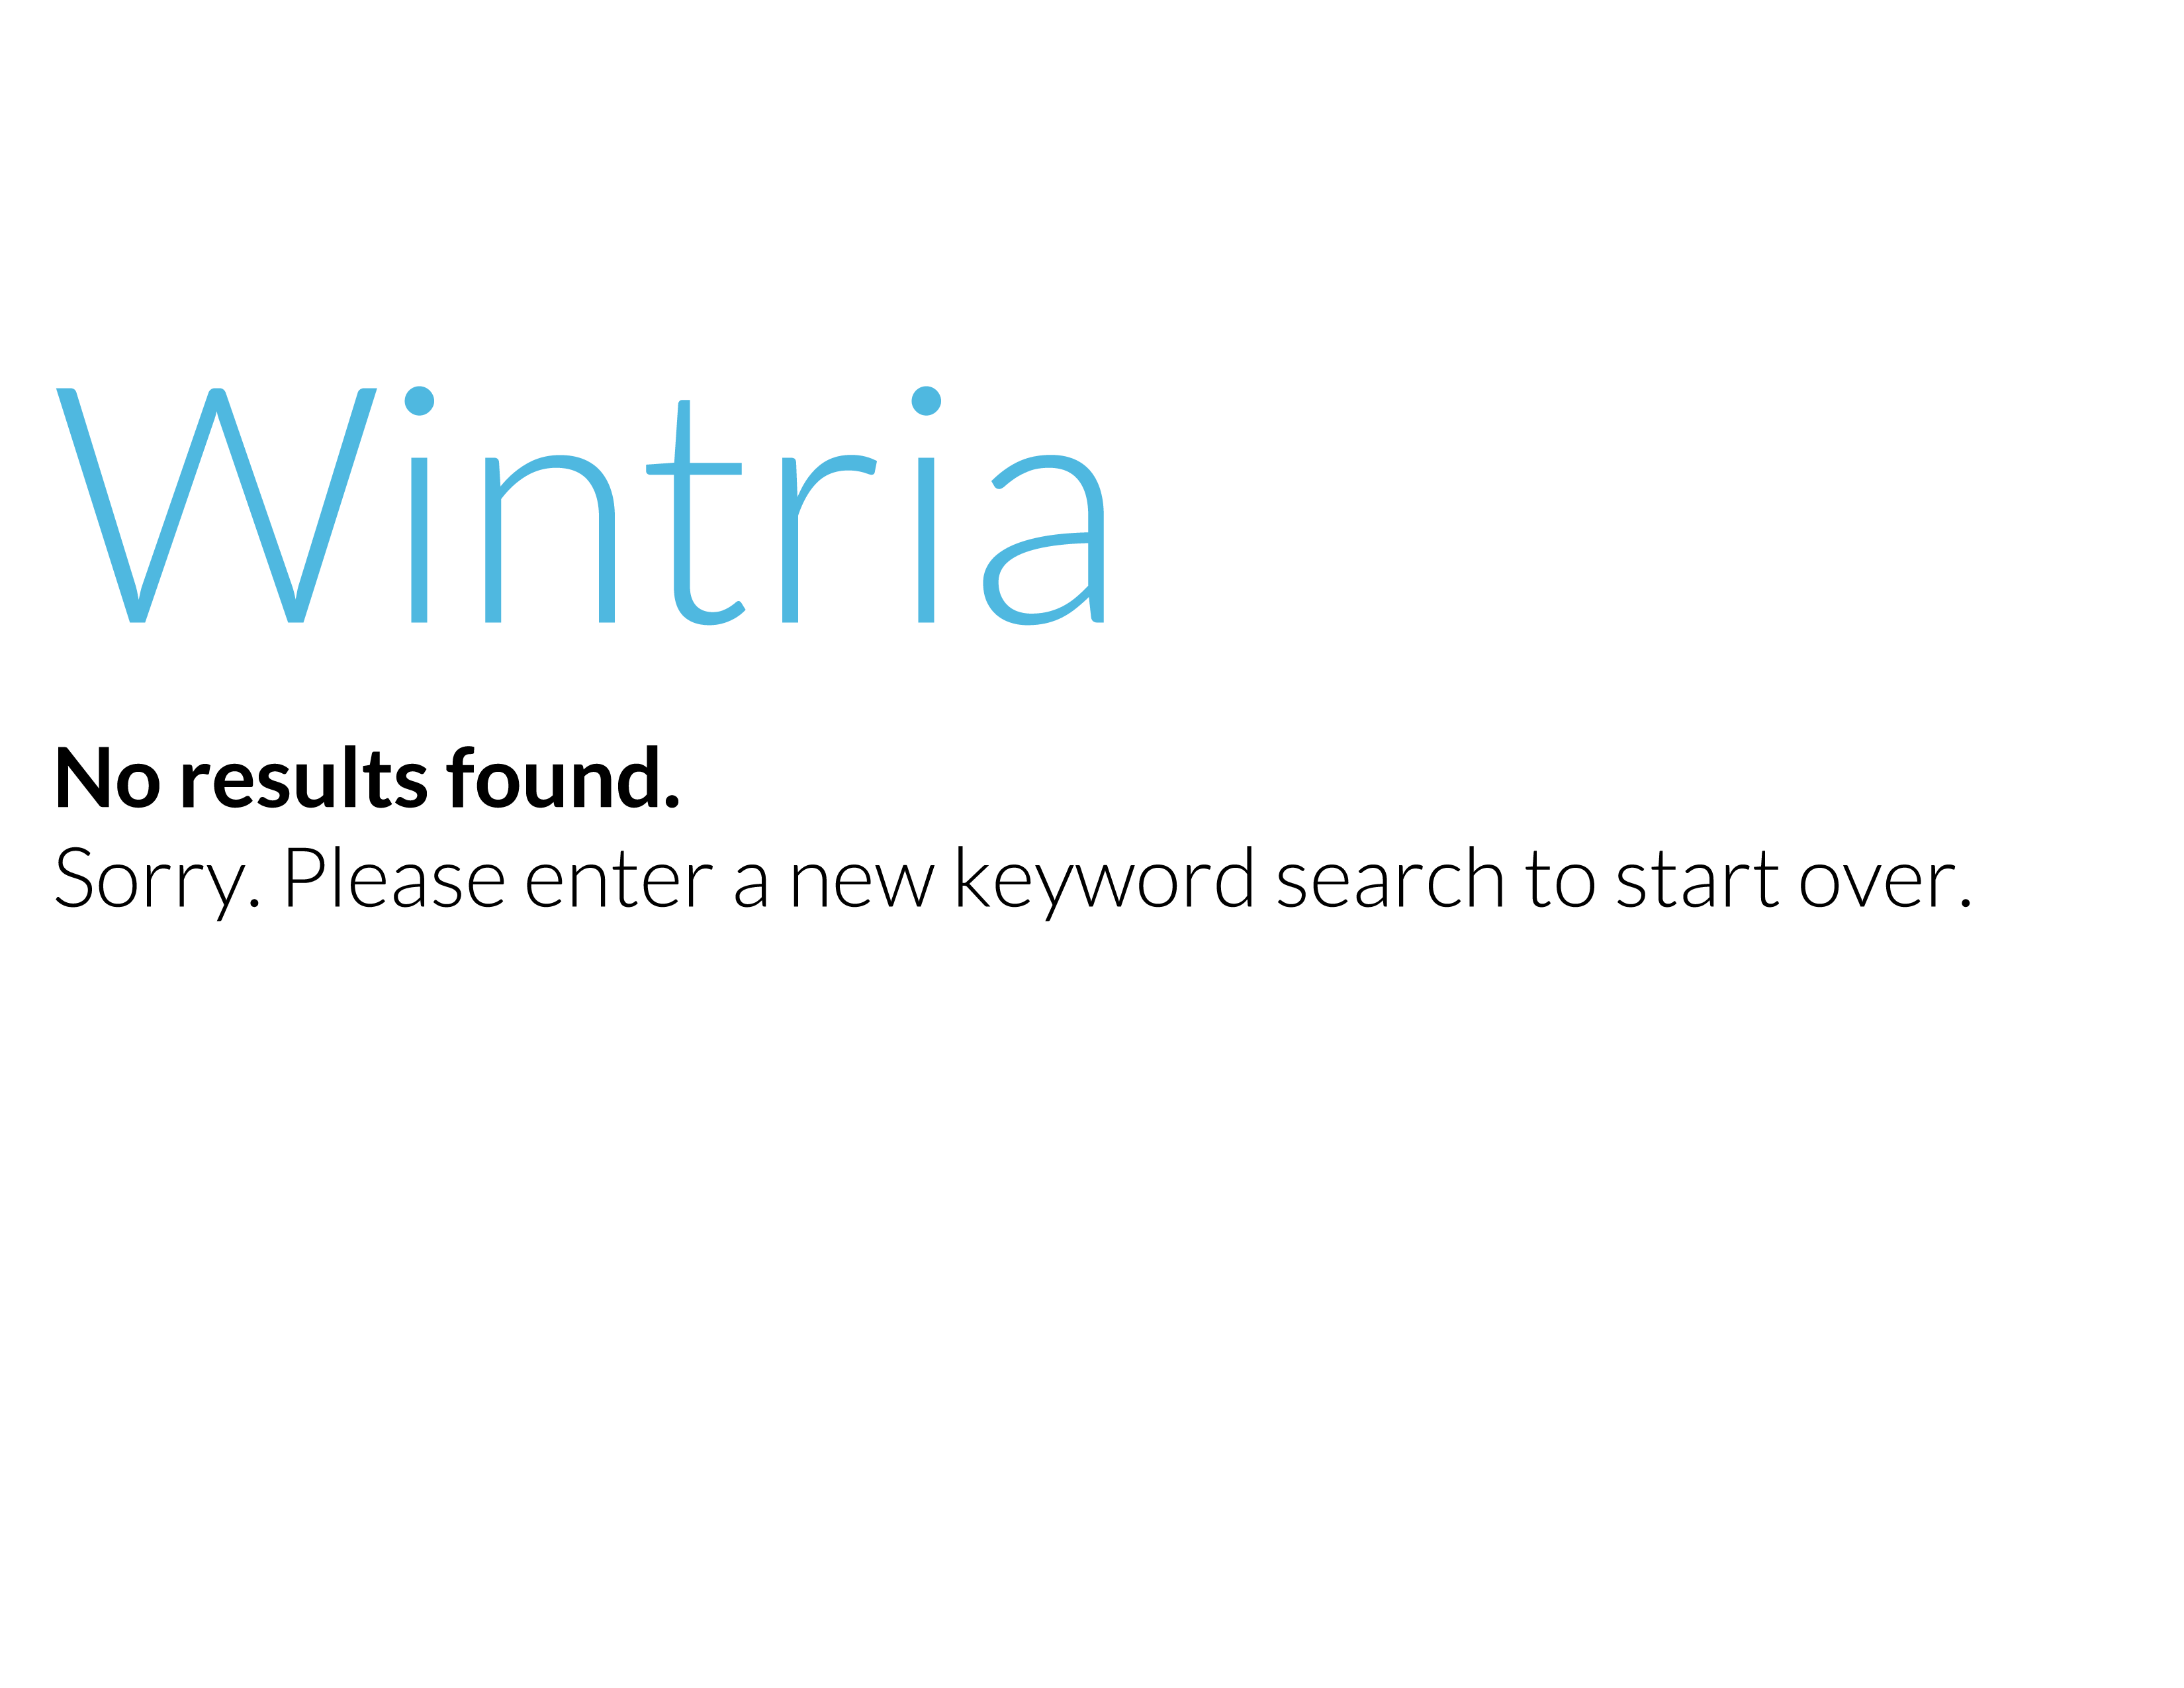 Wintria
No results found.
Sorry. Please enter a new keyword search to start over.